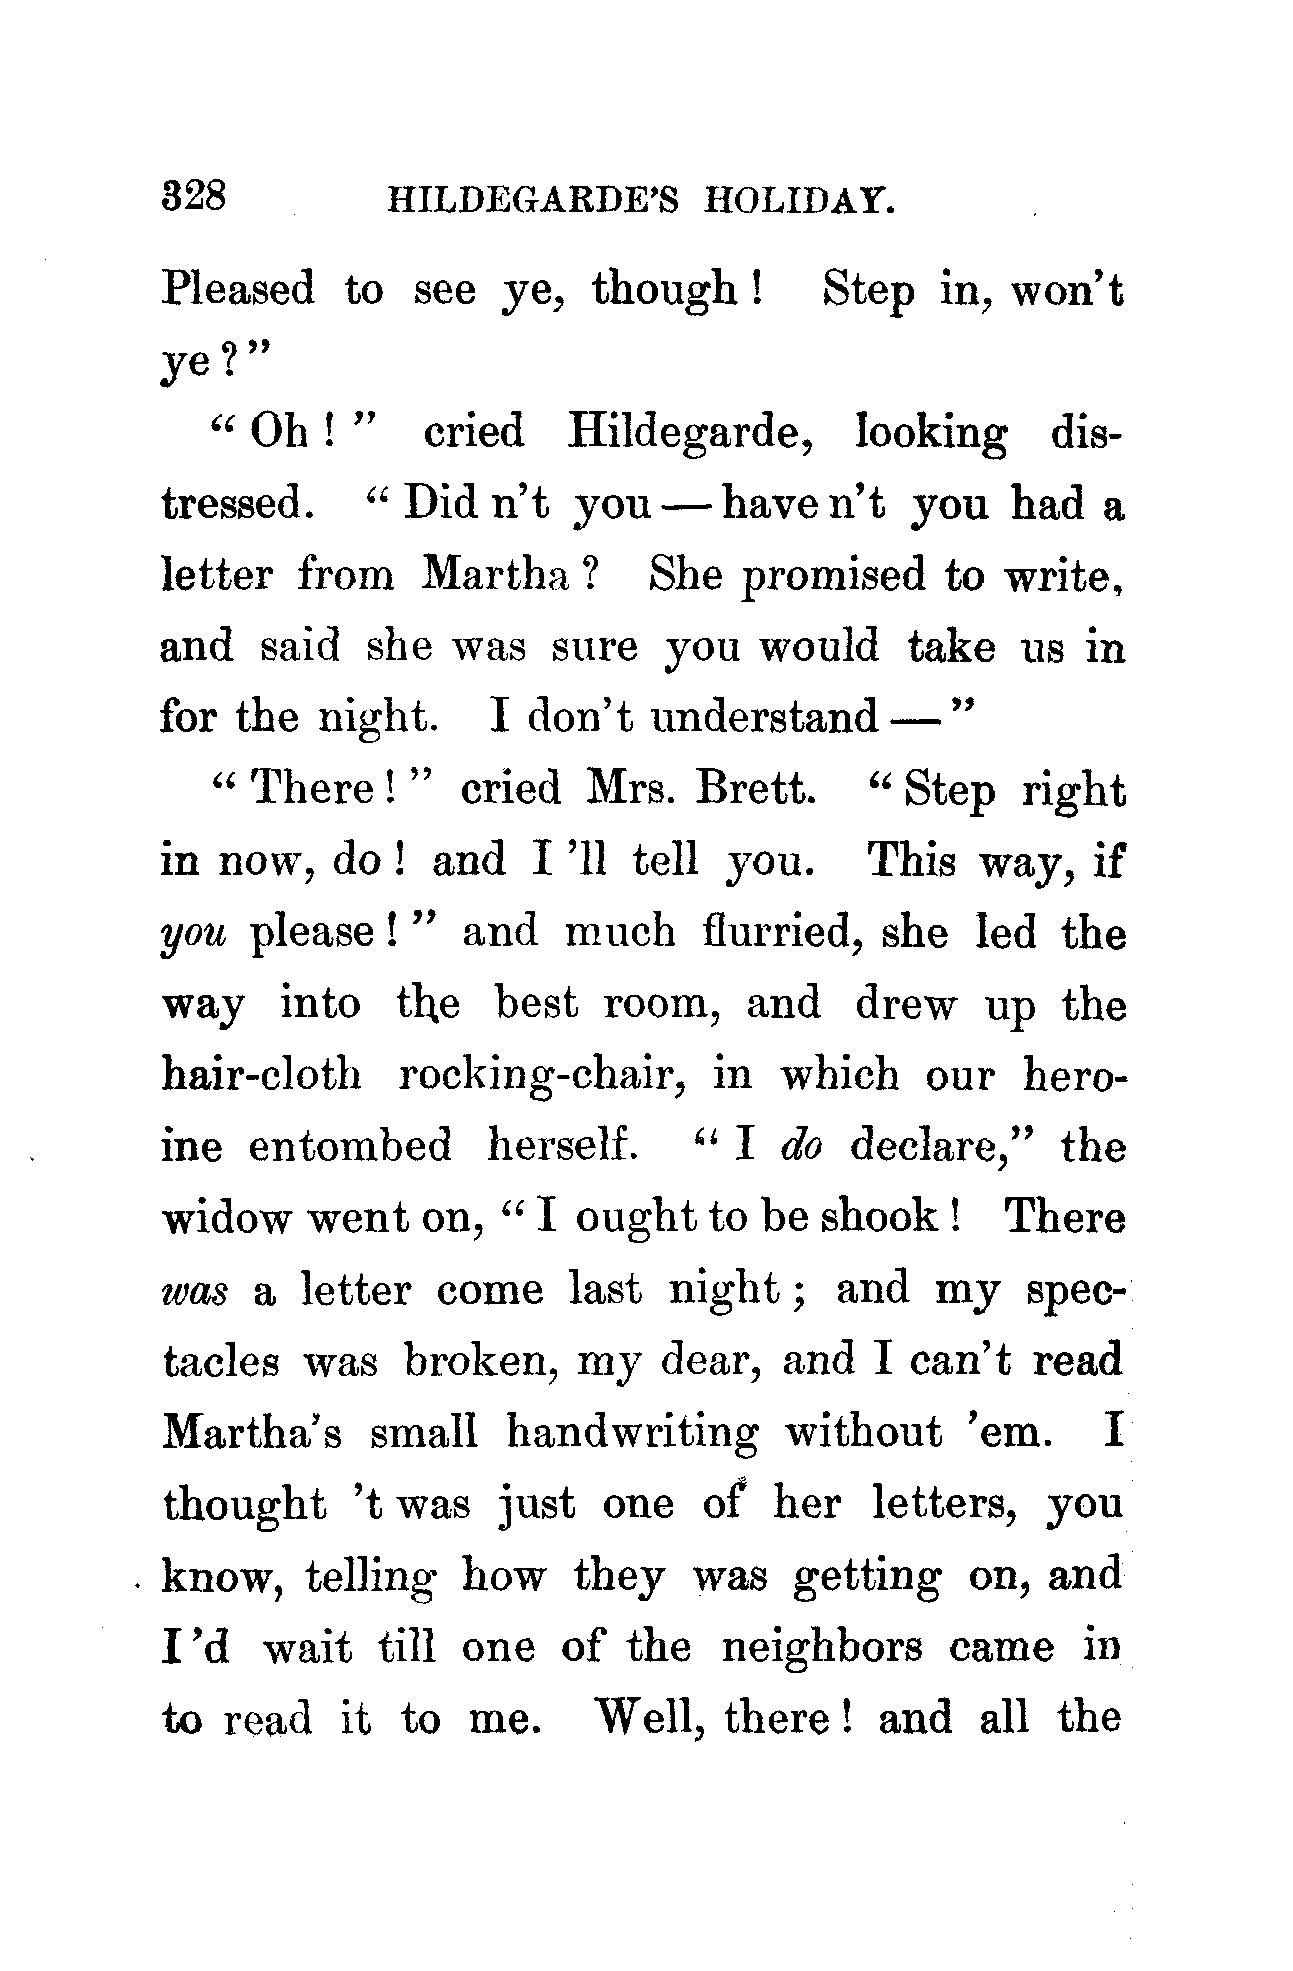 328 HILDEGARDE'S HOLIDAY.
Pleased to see ye, though! Step in, won't
ye?"
"Oh!" cried Hildegarde, looking dis-
tressed. "Did n't you — have n't you had a
letter from Martha? She promised to write,
and said she was sure you would take us in
for the night. I don't understand —"
"There!" cried Mrs. Brett. "Step right
in now, do! and I 'll tell you. This way, if
you please!" and much flurried, she led the
way into the best room, and drew up the
hair-cloth rocking-chair, in which our hero-
ine entombed herself. "I do declare," the
widow went on, "I ought to be shook! There
was a letter come last night; and my spec-
tacles was broken, my dear, and I can't read
Martha's small handwriting without 'em. I
thought 't was just one of her letters, you
know, telling how they was getting on, and
I 'd wait till one of the neighbors came in
to read it to me. Well, there! and all the